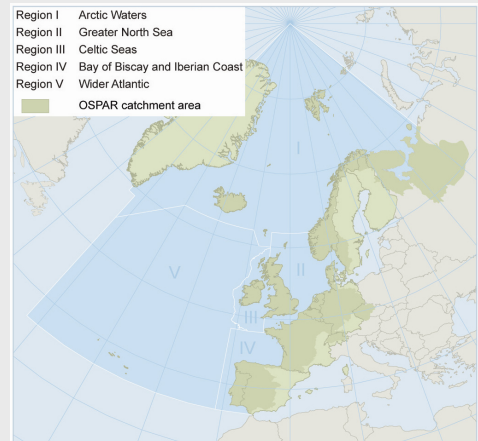 Region I Arctic Waters
Region II Greater North Sea
Region III Celtic Seas
Region IV Bay of Biscay and Iberian Coast
Region V Wider Atlantic
OSPAR catchment area
I
V
II
III
IV